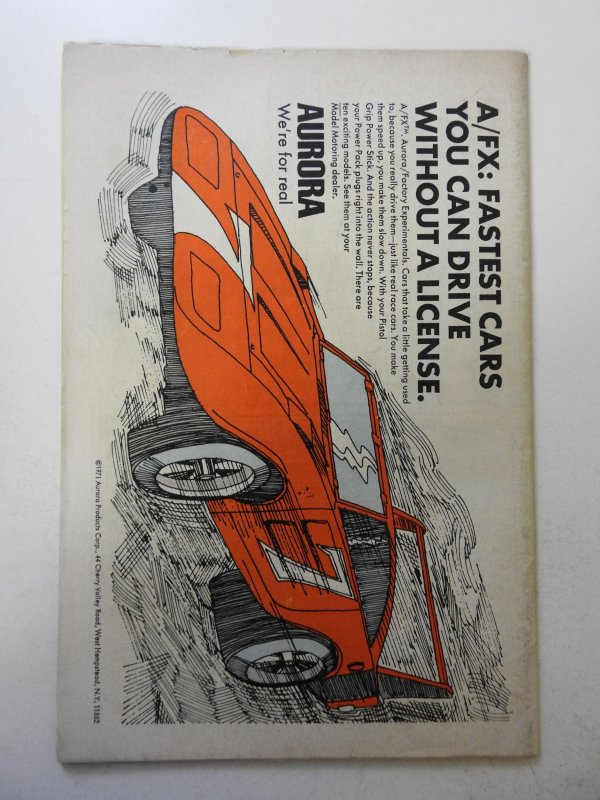 A/FX: FASTEST CARS
YOU CAN DRIVE
WITHOUT A LICENSE.
A/FX™. Aurora/Factory Experimentals. Cars that take a little getting used
to, because you really drive them—just like real race cars. You make
them speed up, you make them slow down. With your Pistol
Grip Power Stick. And the action never stops, because
your Power Pack plugs right into the wall. There are
ten exciting models. See them at your
Model Motoring dealer.
AURORA
We're for real
7
©1971 Aurora Products Corp., 44 Cherry Valley Road, West Hempstead, N.Y. 11552